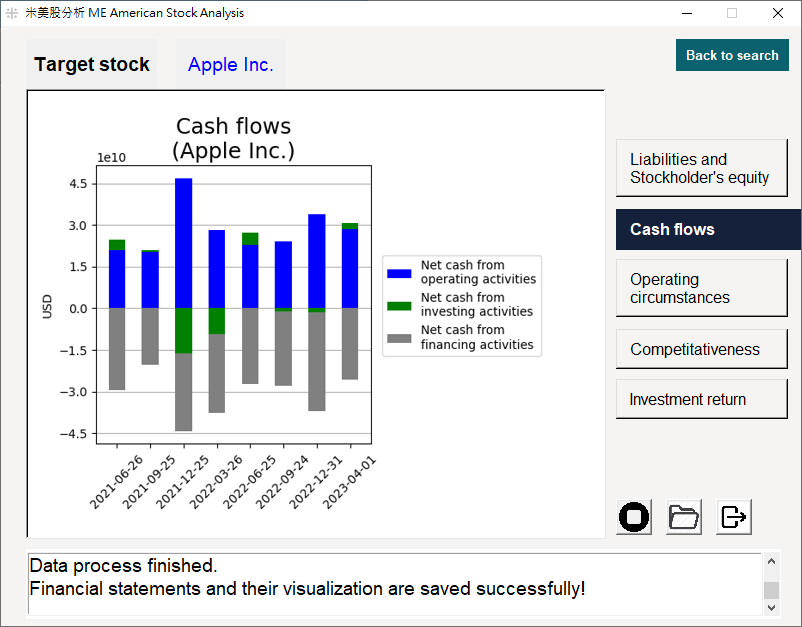 米美股分析 ME American Stock Analysis
Target stock
Apple Inc.
Back to search
Cash flows
(Apple Inc.)
1e10
4.5
3.0
1.5
0.0
−1.5
−3.0
−4.5
USD
2021-06-26
2021-09-25
2021-12-25
2022-03-26
2022-06-25
2022-09-24
2022-12-31
2023-04-01
Net cash from
operating activities
Net cash from
investing activities
Net cash from
financing activities
Liabilities and
Stockholder's equity
Cash flows
Operating
circumstances
Competitativeness
Investment return
Data process finished.
Financial statements and their visualization are saved successfully!